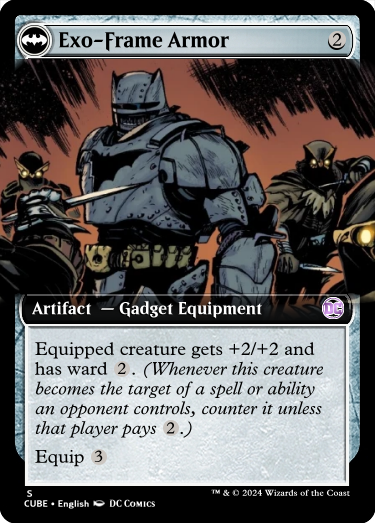 Exo-Frame Armor 2
Artifact — Gadget Equipment DC
Equipped creature gets +2/+2 and
has ward 2. (Whenever this creature
becomes the target of a spell or ability
an opponent controls, counter it unless
that player pays 2.)
Equip 3
S
CUBE • English DC Comics ™ & © 2024 Wizards of the Coast